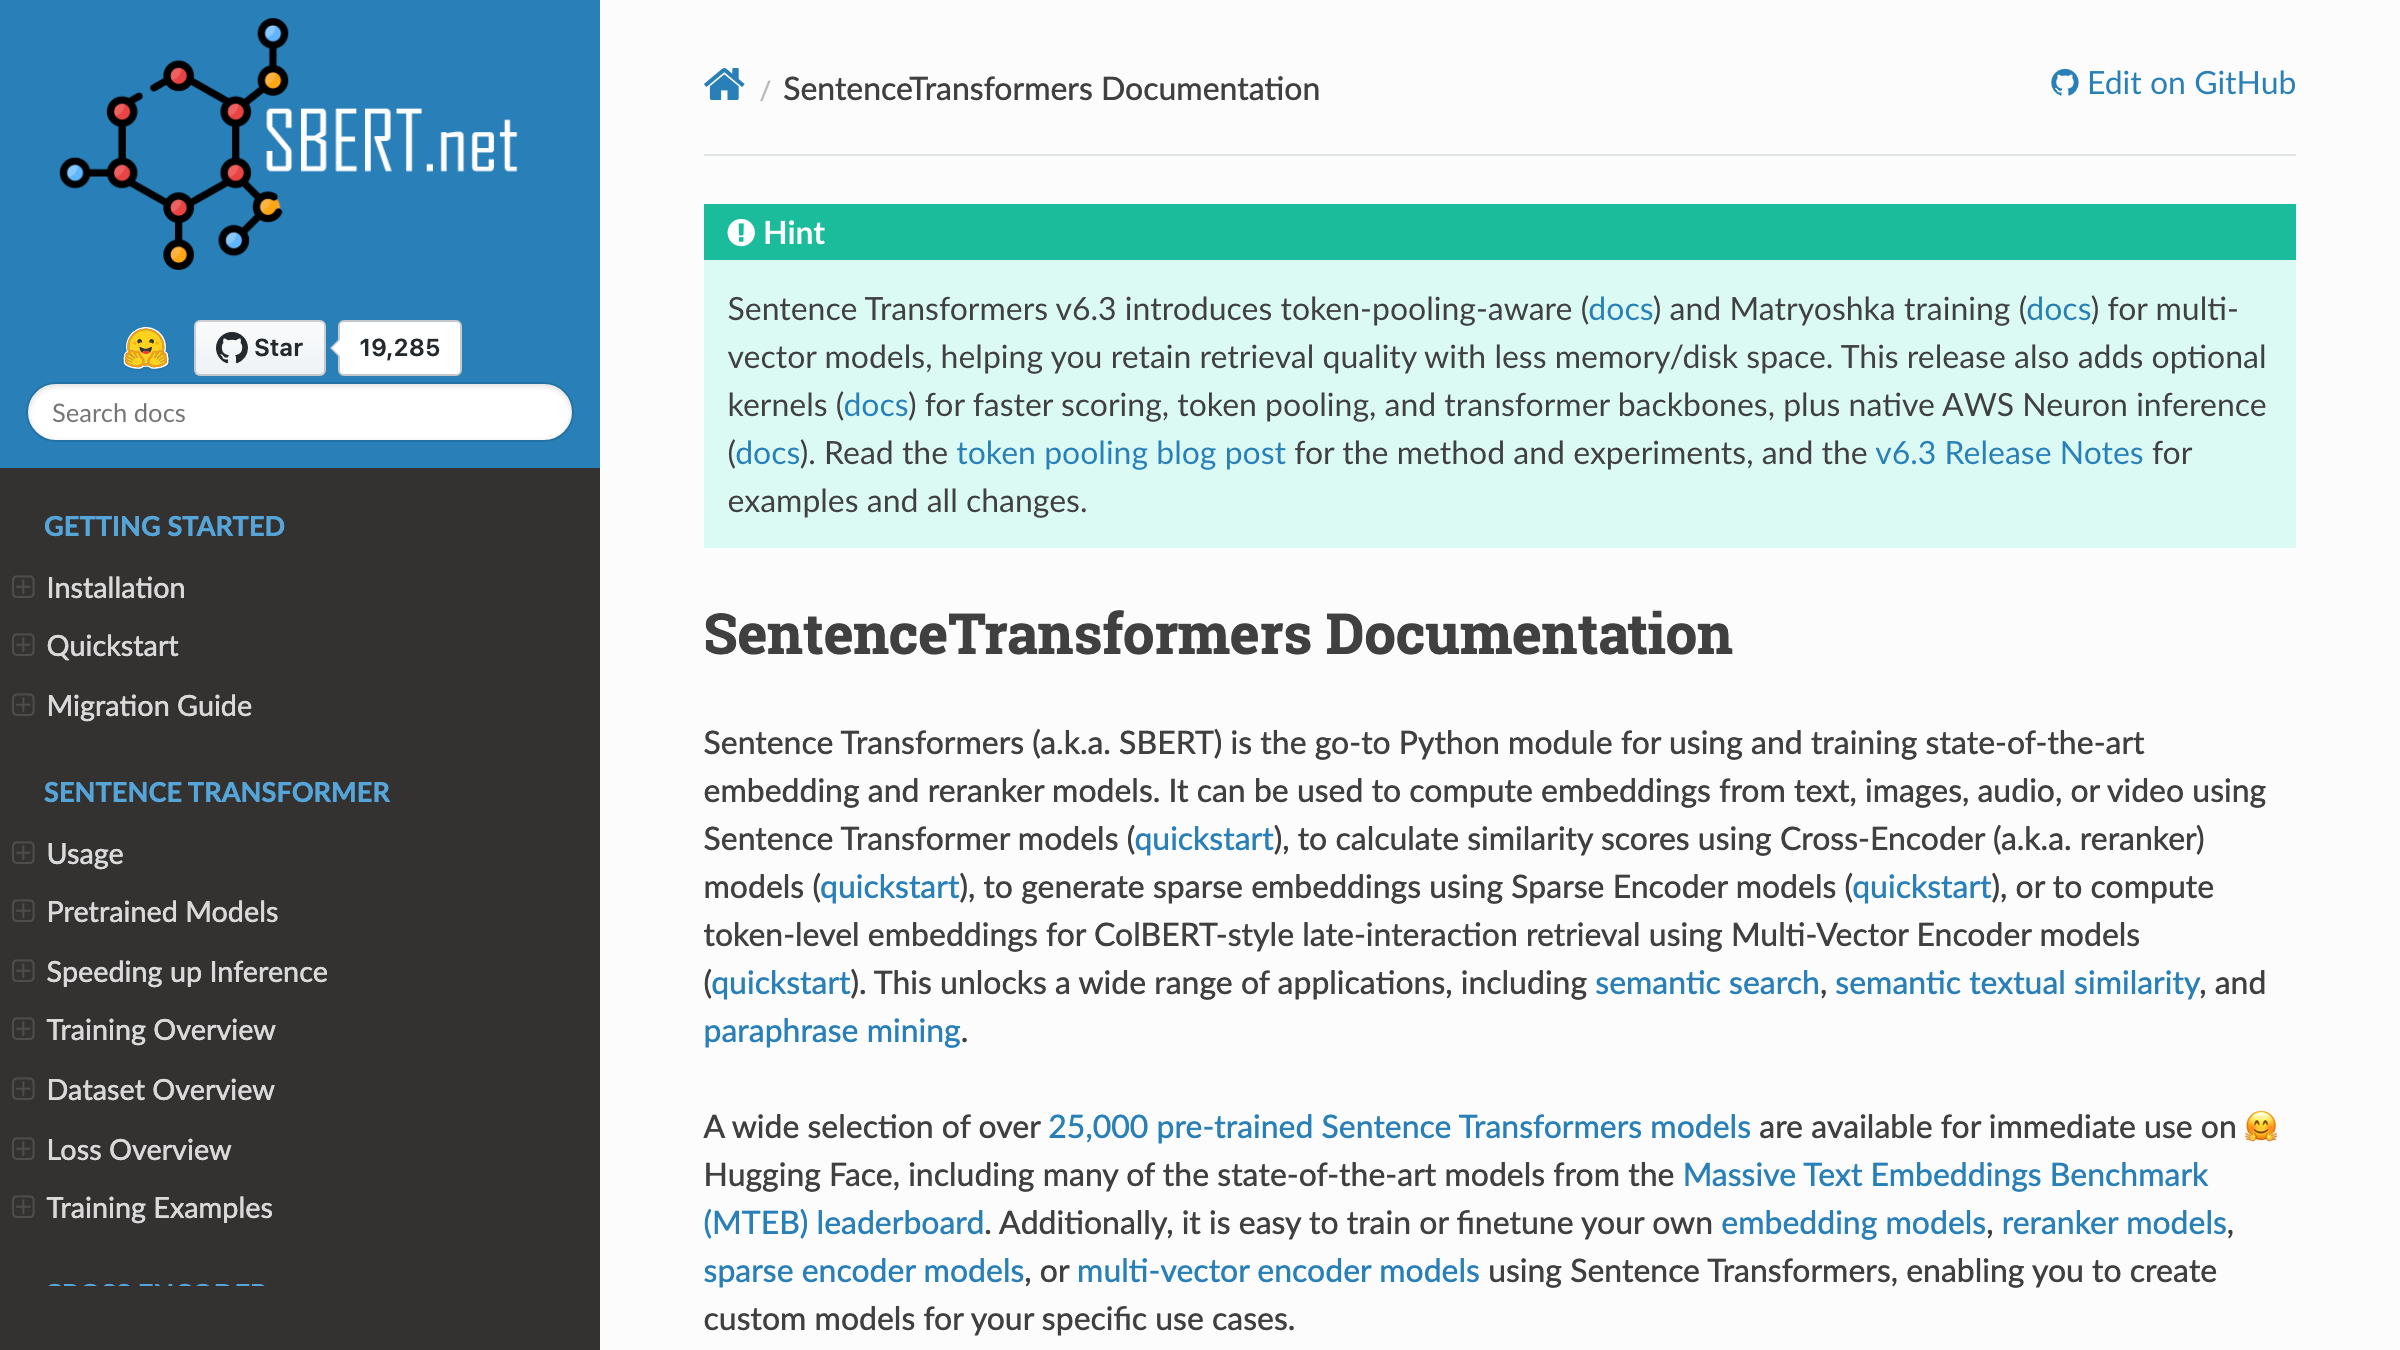 SBERT.net
Star
19,285
Search docs
GETTING STARTED
Installation
Quickstart
Migration Guide
SENTENCE TRANSFORMER
Usage
Pretrained Models
Speeding up Inference
Training Overview
Dataset Overview
Loss Overview
Training Examples
/ SentenceTransformers Documentation
Edit on GitHub
Hint
Sentence Transformers v6.3 introduces token-pooling-aware (docs) and Matryoshka training (docs) for multi-
vector models, helping you retain retrieval quality with less memory/disk space. This release also adds optional
kernels (docs) for faster scoring, token pooling, and transformer backbones, plus native AWS Neuron inference
(docs). Read the token pooling blog post for the method and experiments, and the v6.3 Release Notes for
examples and all changes.
SentenceTransformers Documentation
Sentence Transformers (a.k.a. SBERT) is the go-to Python module for using and training state-of-the-art
embedding and reranker models. It can be used to compute embeddings from text, images, audio, or video using
Sentence Transformer models (quickstart), to calculate similarity scores using Cross-Encoder (a.k.a. reranker)
models (quickstart), to generate sparse embeddings using Sparse Encoder models (quickstart), or to compute
token-level embeddings for ColBERT-style late-interaction retrieval using Multi-Vector Encoder models
(quickstart). This unlocks a wide range of applications, including semantic search, semantic textual similarity, and
paraphrase mining.
A wide selection of over 25,000 pre-trained Sentence Transformers models are available for immediate use on 🤗
Hugging Face, including many of the state-of-the-art models from the Massive Text Embeddings Benchmark
(MTEB) leaderboard. Additionally, it is easy to train or finetune your own embedding models, reranker models,
sparse encoder models, or multi-vector encoder models using Sentence Transformers, enabling you to create
custom models for your specific use cases.